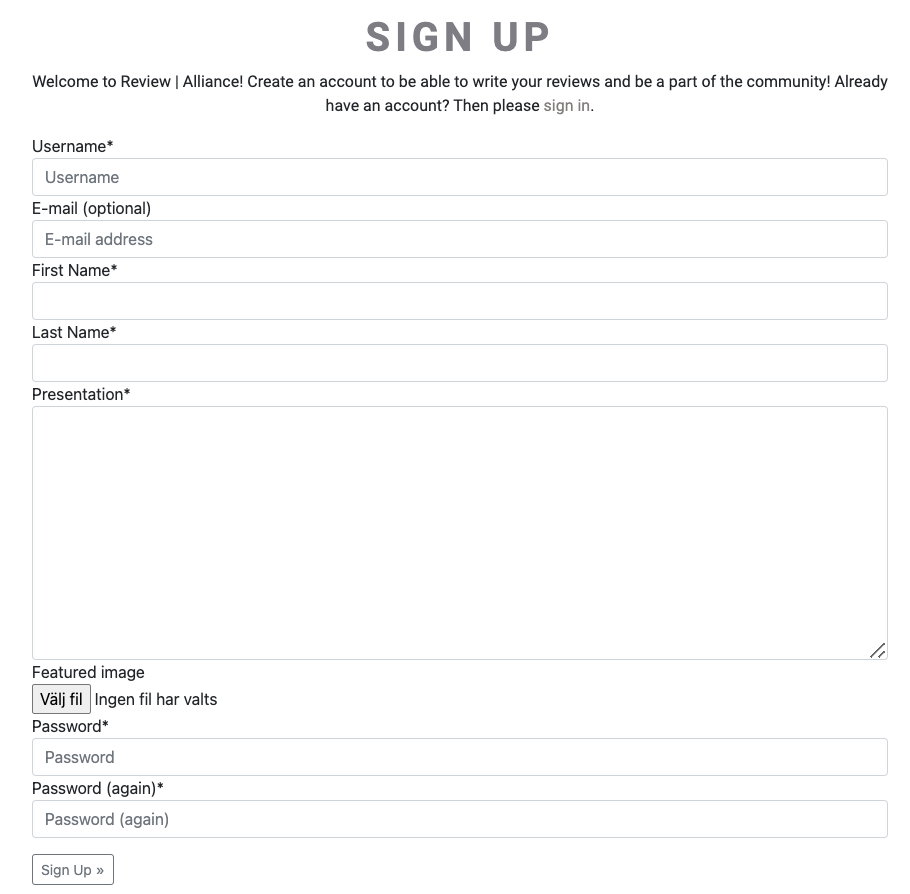 SIGN UP
Welcome to Review | Alliance! Create an account to be able to write your reviews and be a part of the community! Already
have an account? Then please sign in.
Username*
Username
E-mail (optional)
E-mail address
First Name*
Last Name*
Presentation*
Featured image
Välj fil Ingen fil har valts
Password*
Password
Password (again)*
Password (again)
Sign Up »